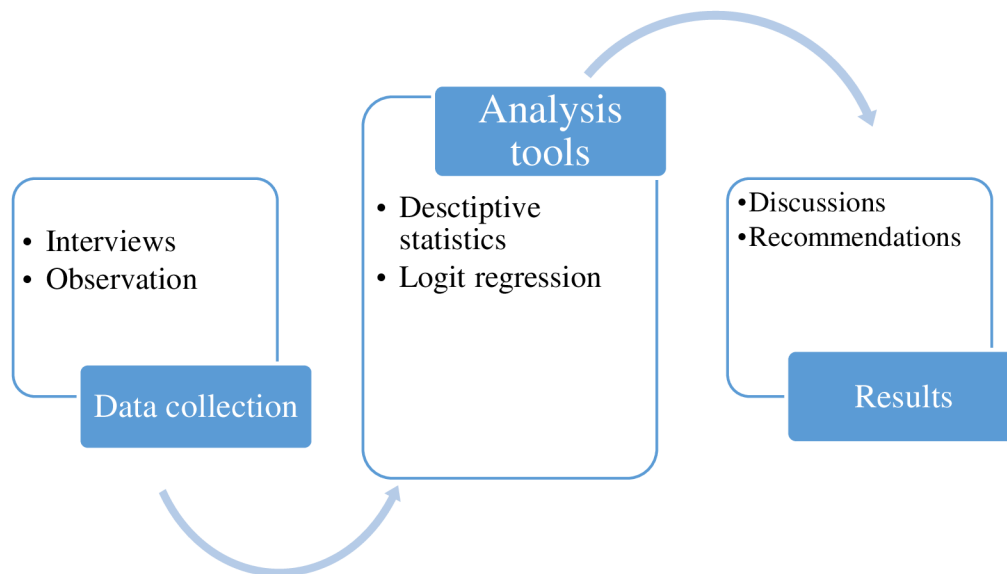 • Interviews
• Observation
Data collection
Analysis
tools
• Desctiptive
statistics
• Logit regression
•Discussions
•Recommendations
Results